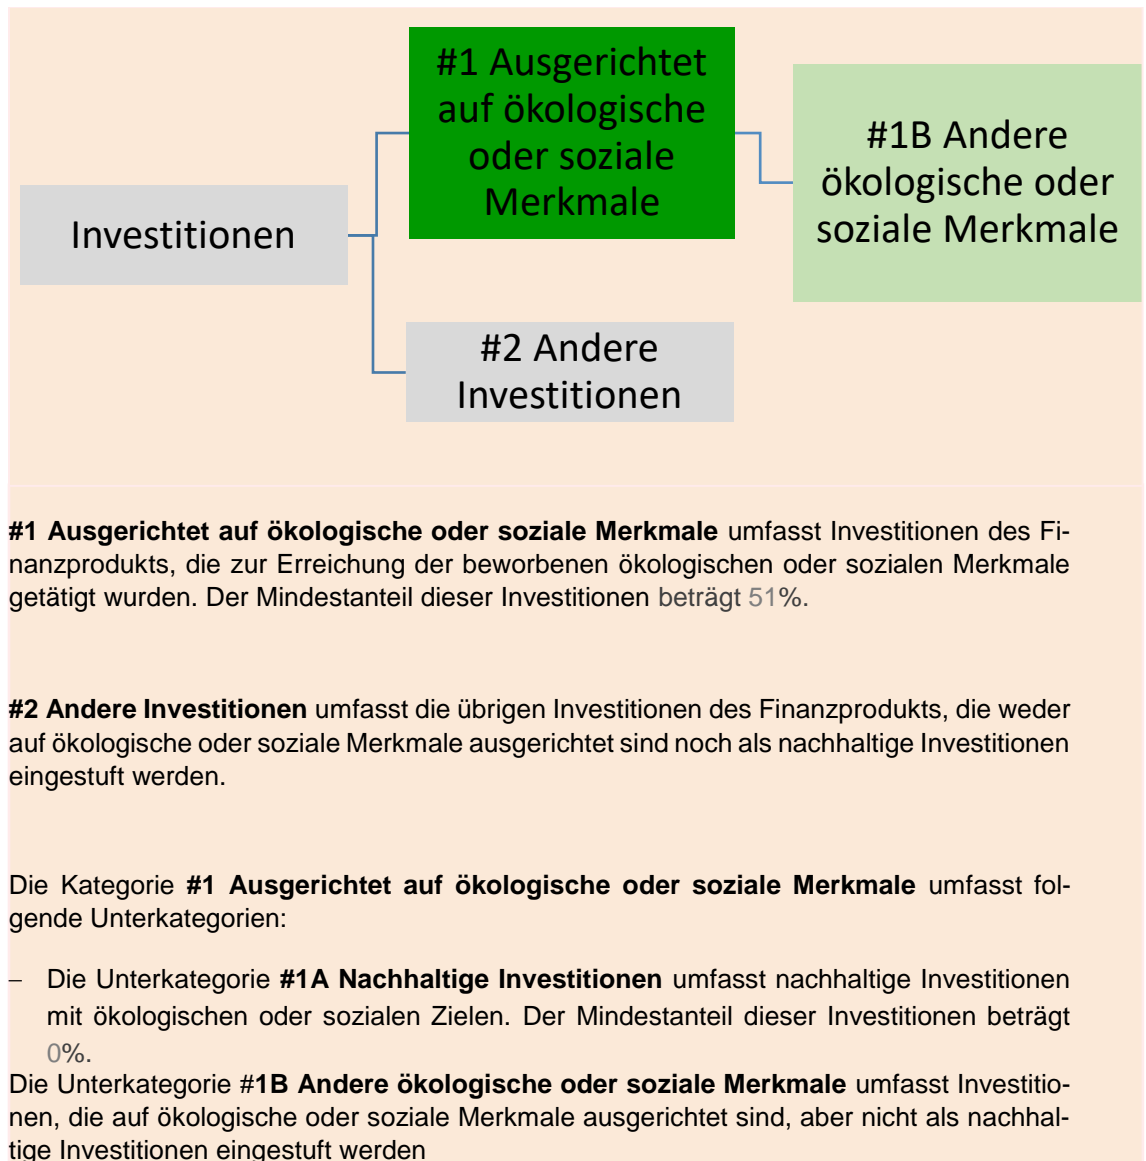 #1 Ausgerichtet
auf ökologische
oder soziale
Merkmale
#1B Andere
ökologische oder
soziale Merkmale
Investitionen
#2 Andere
Investitionen
#1 Ausgerichtet auf ökologische oder soziale Merkmale umfasst Investitionen des Fi-
nanzprodukts, die zur Erreichung der beworbenen ökologischen oder sozialen Merkmale
getätigt wurden. Der Mindestanteil dieser Investitionen beträgt 51%.
#2 Andere Investitionen umfasst die übrigen Investitionen des Finanzprodukts, die weder
auf ökologische oder soziale Merkmale ausgerichtet sind noch als nachhaltige Investitionen
eingestuft werden.
Die Kategorie #1 Ausgerichtet auf ökologische oder soziale Merkmale umfasst fol-
gende Unterkategorien:
– Die Unterkategorie #1A Nachhaltige Investitionen umfasst nachhaltige Investitionen
mit ökologischen oder sozialen Zielen. Der Mindestanteil dieser Investitionen beträgt
0%.
Die Unterkategorie #1B Andere ökologische oder soziale Merkmale umfasst Investitio-
nen, die auf ökologische oder soziale Merkmale ausgerichtet sind, aber nicht als nachhal-
tige Investitionen eingestuft werden